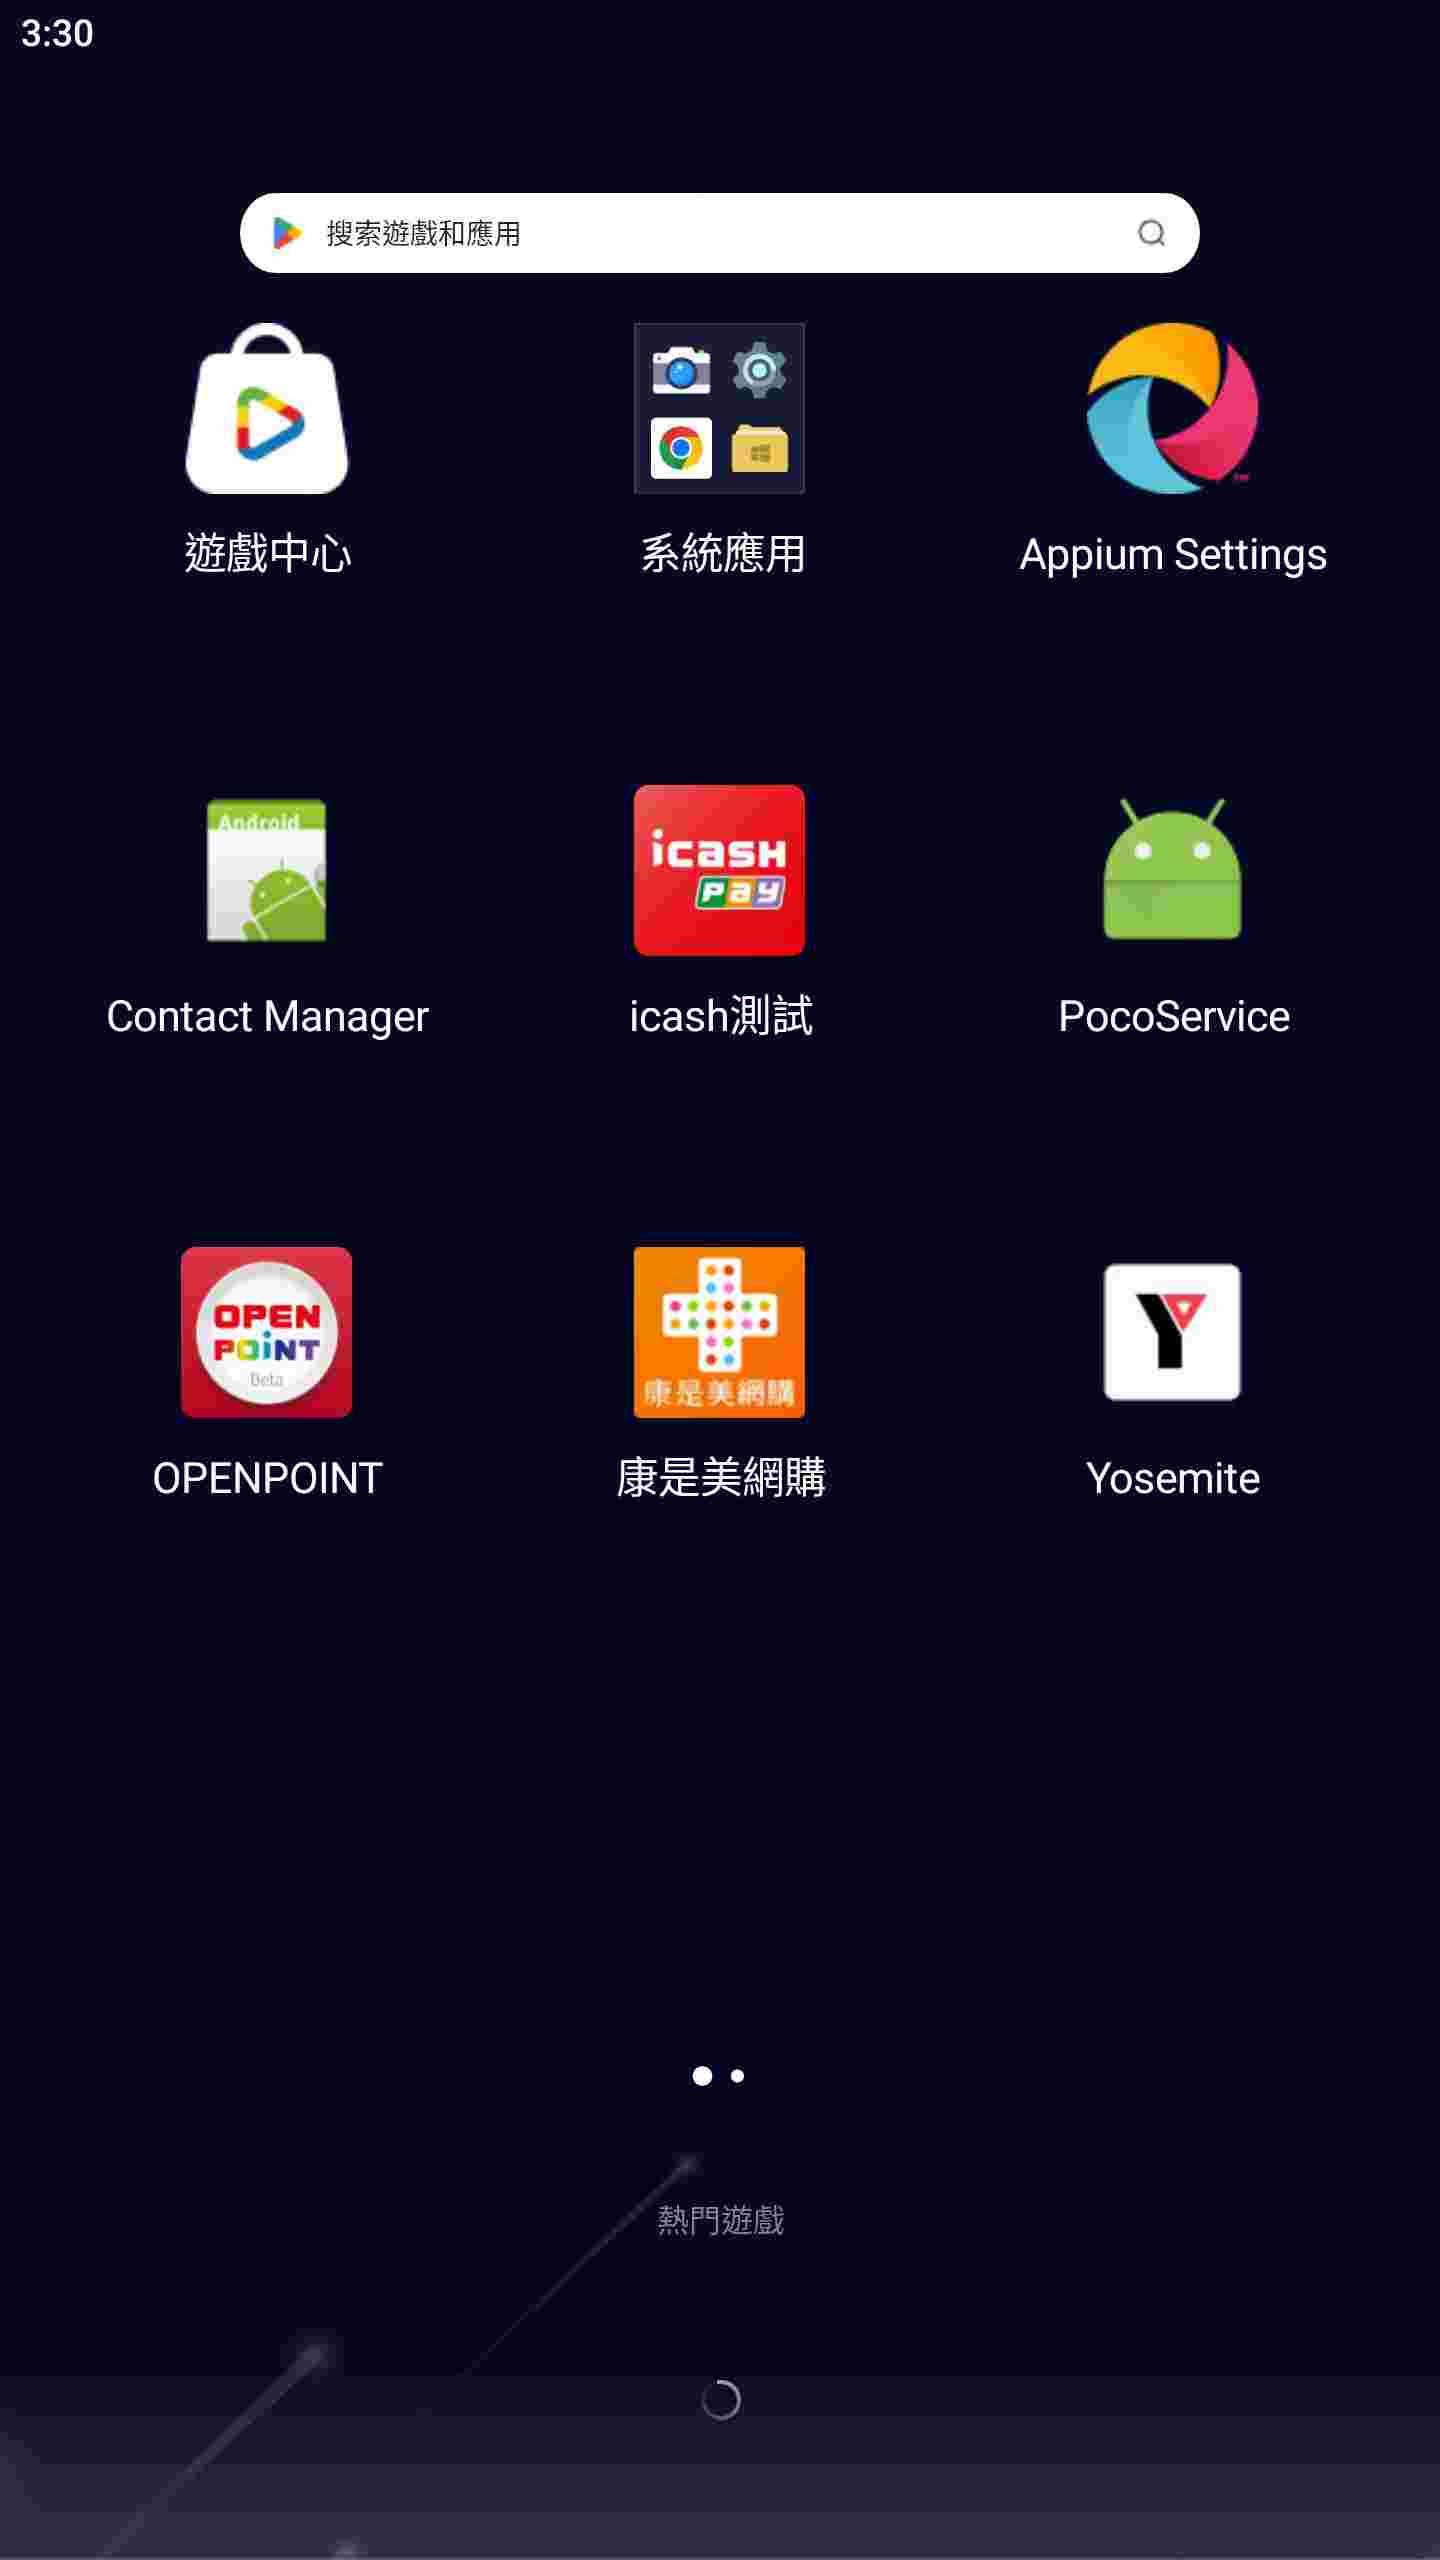 3:30
搜索遊戲和應用
遊戲中心
系統應用
Appium Settings
Android
icash
pay
Contact Manager
icash測試
PocoService
OPEN
POINT
Beta
康是美網購
Y
OPENPOINT
康是美網購
Yosemite
熱門遊戲